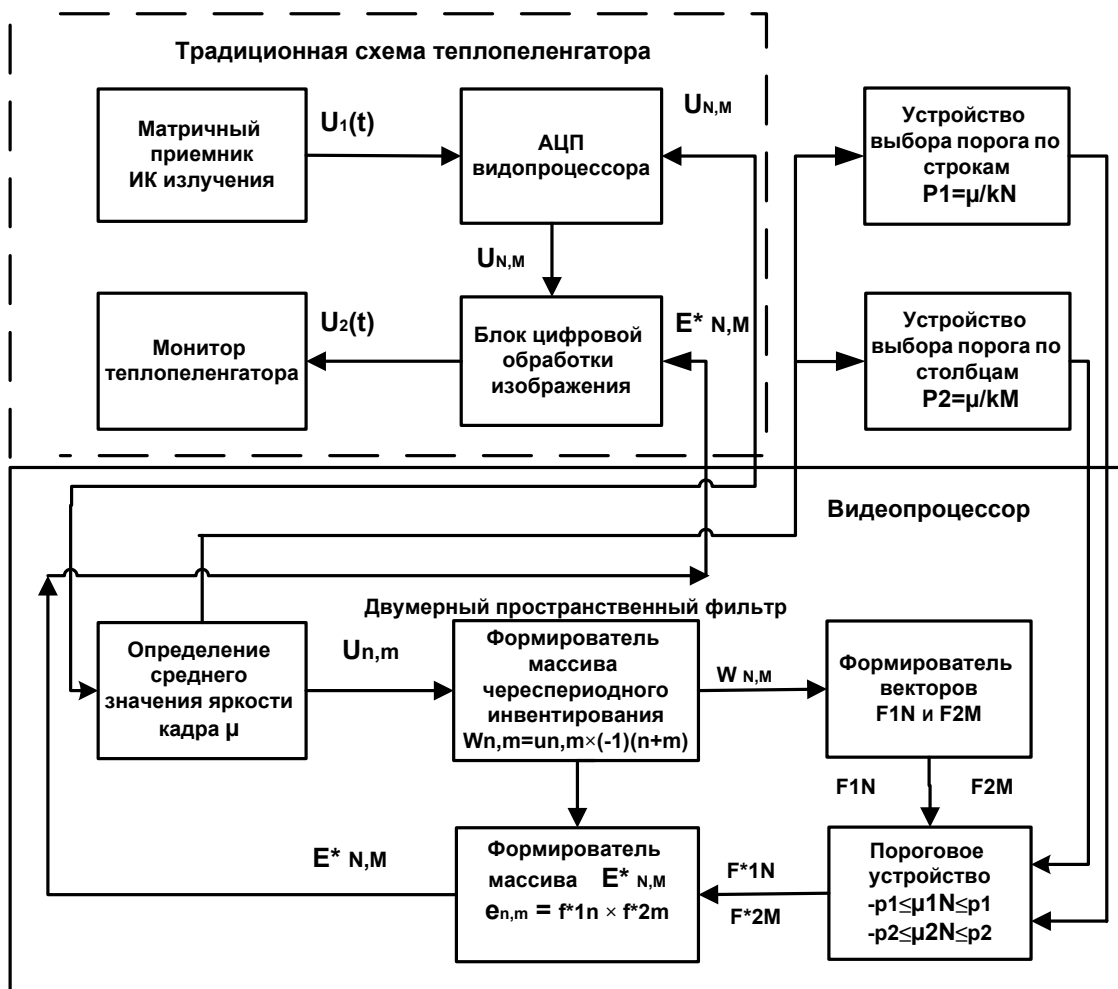 Традиционная схема теплопеленгатора
Матричный
приемник
ИК излучения
U1(t)
АЦП
видопроцессора
UN,M
Устройство
выбора порога по
строкам
P1=μ/kN
UN,M
Монитор
теплопеленгатора
U2(t)
Блок цифровой
обработки
изображения
E* N,M
Устройство
выбора порога по
столбцам
P2=μ/kM
Видеопроцессор
Двумерный пространственный фильтр
Определение
среднего
значения яркости
кадра μ
Un,m
Формирователь
массива
череспериодного
инвентирования
Wn,m=un,m×(-1)(n+m)
W N,M
Формирователь
векторов
F1N и F2M
F1N
F2M
E* N,M
Формирователь
массива E* N,M
en,m = f*1n × f*2m
F*1N
F*2M
Пороговое
устройство
-p1≤μ1N≤p1
-p2≤μ2N≤p2